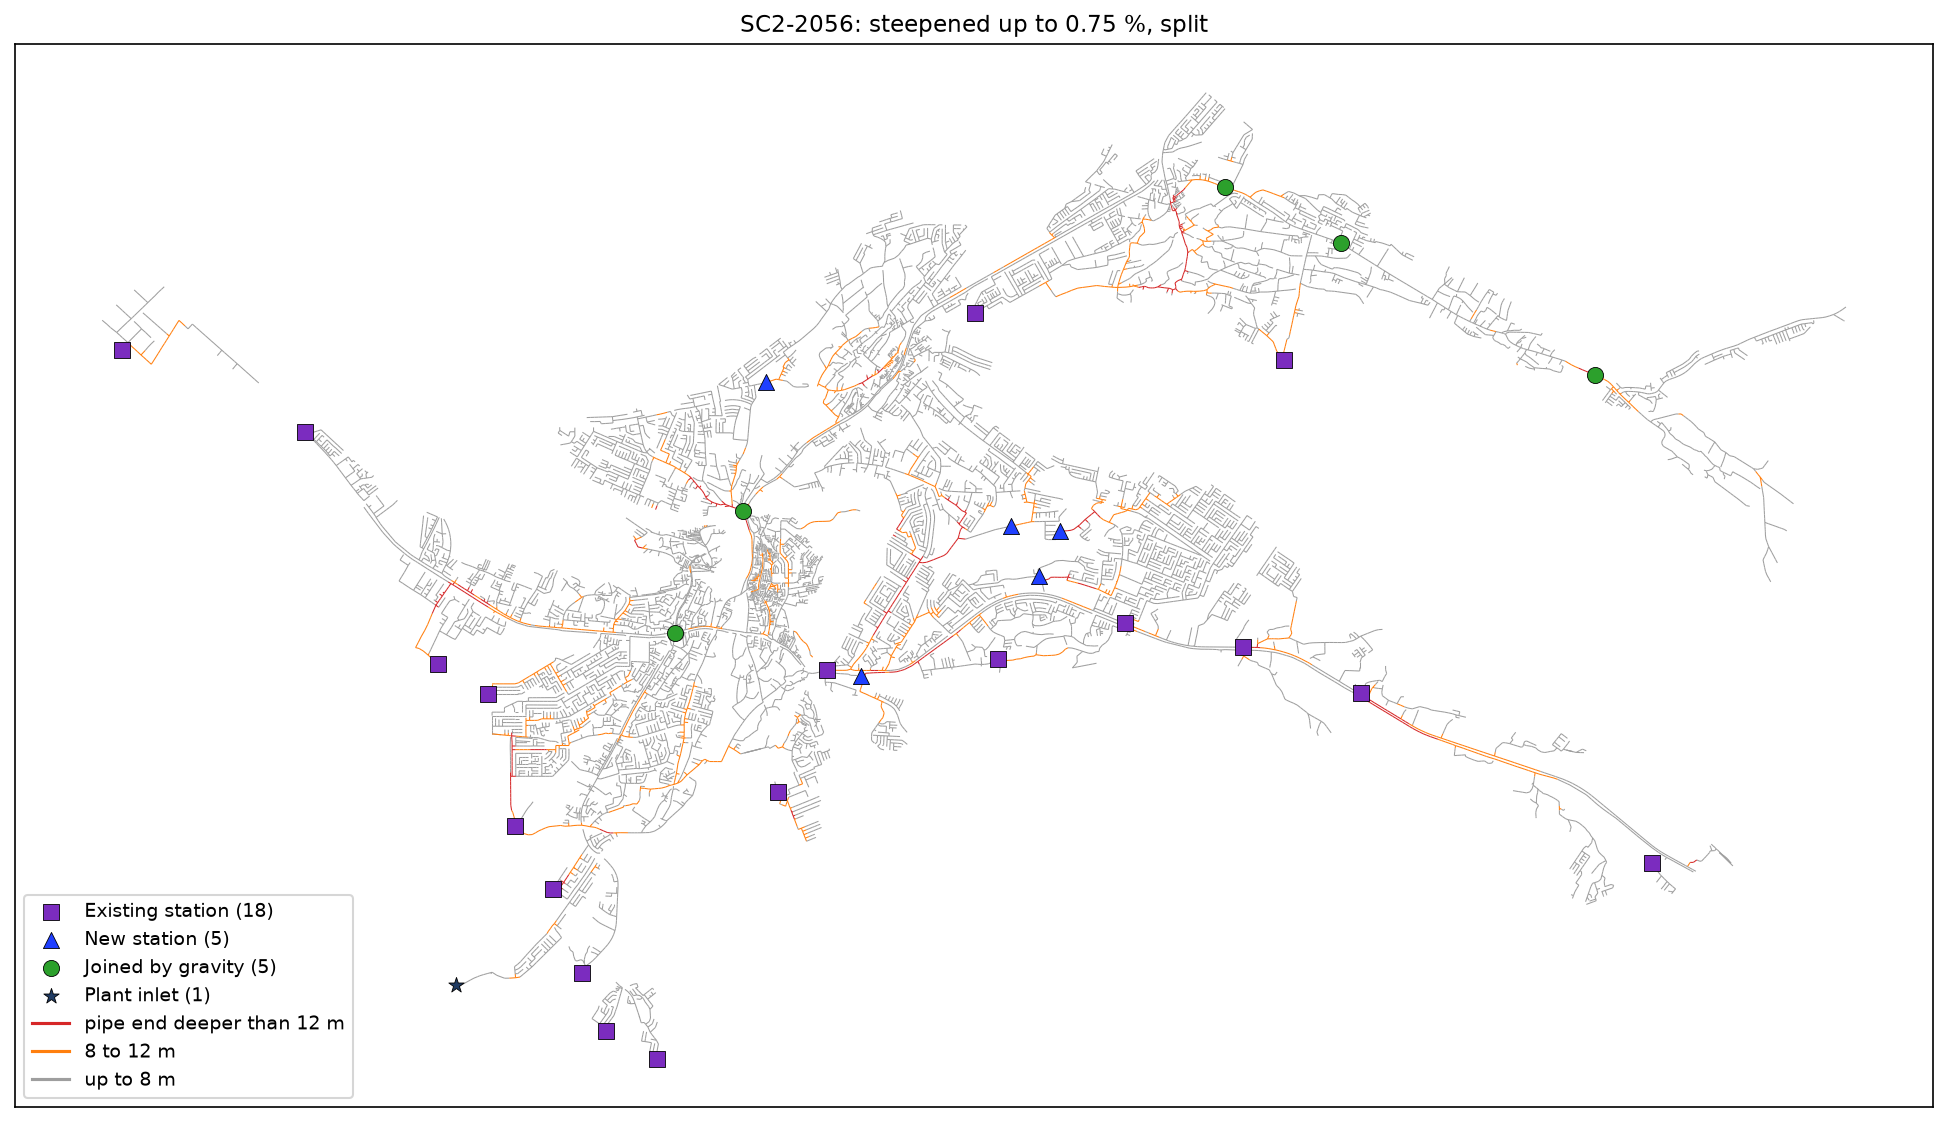 SC2-2056: steepened up to 0.75 %, split
Existing station (18)
New station (5)
Joined by gravity (5)
Plant inlet (1)
pipe end deeper than 12 m
8 to 12 m
up to 8 m